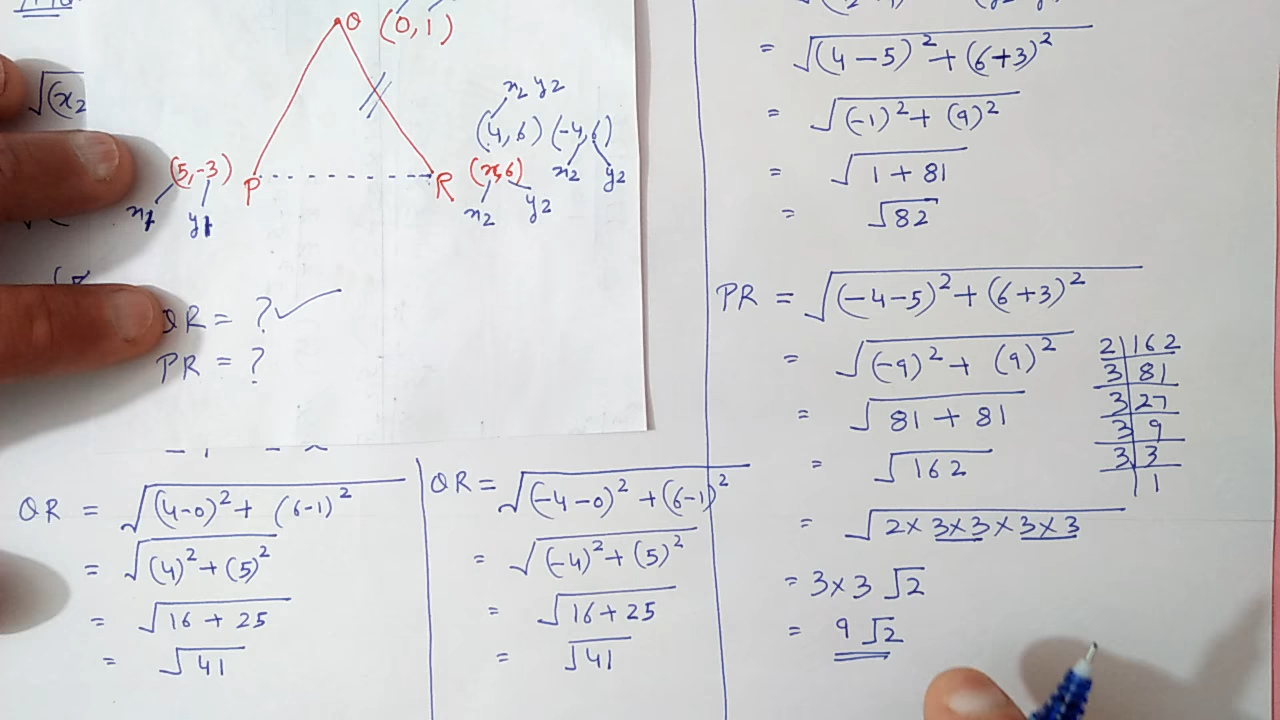 Q (0, 1)
√(x2
x2 y2
(4, 6) (-4, 6)
x2 y2
(5, -3) P R (x, 6)
x1 y1 x2 y2
QR = ? ✓
PR = ?
= √(4-5)² + (6+3)²
= √(-1)² + (9)²
= √1 + 81
= √82
PR = √(-4-5)² + (6+3)²
= √(-9)² + (9)²
= √81 + 81
= √162
2 | 162
3 | 81
3 | 27
3 | 9
3 | 3
| 1
= √2 × 3×3 × 3×3
= 3×3 √2
= 9 √2
QR = √(4-0)² + (6-1)²
= √(4)² + (5)²
= √16 + 25
= √41
QR = √(-4-0)² + (6-1)²
= √(-4)² + (5)²
= √16 + 25
= √41